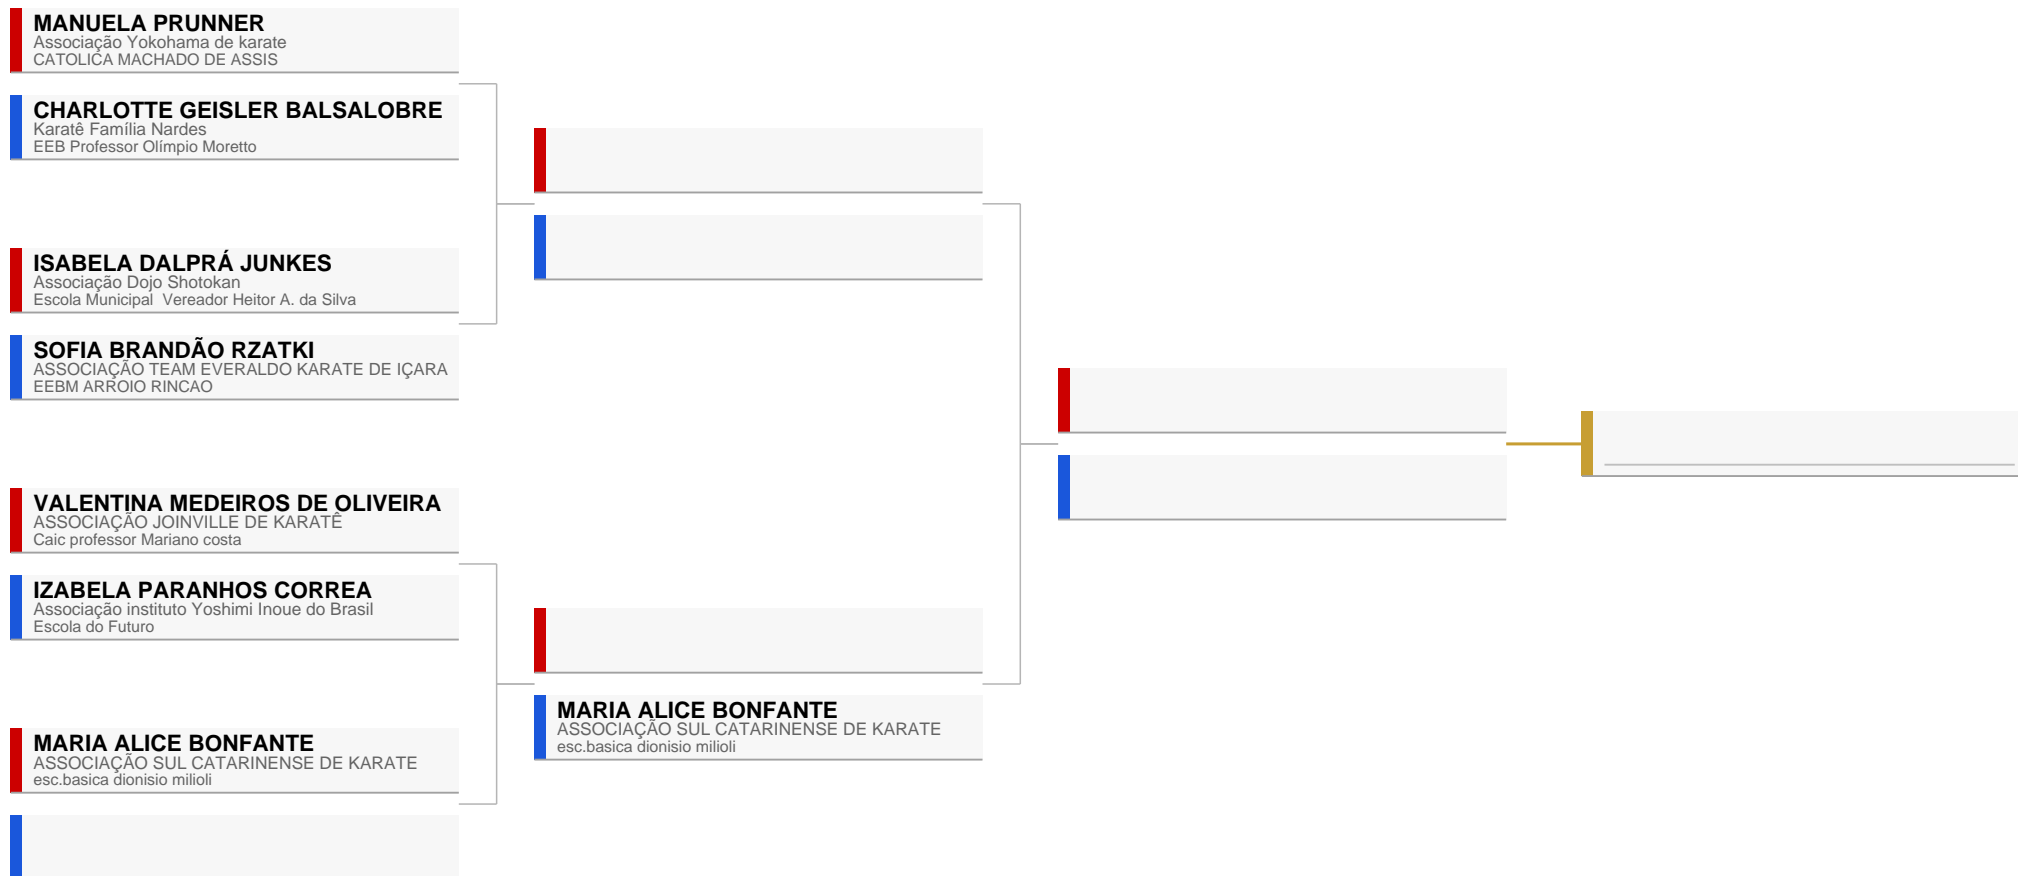 MANUELA PRUNNER
Associação Yokohama de karate
CATOLICA MACHADO DE ASSIS
CHARLOTTE GEISLER BALSALOBRE
Karatê Família Nardes
EEB Professor Olímpio Moretto
ISABELA DALPRÁ JUNKES
Associação Dojo Shotokan
Escola Municipal  Vereador Heitor A. da Silva
SOFIA BRANDÃO RZATKI
ASSOCIAÇÃO TEAM EVERALDO KARATE DE IÇARA
EEBM ARROIO RINCAO
VALENTINA MEDEIROS DE OLIVEIRA
ASSOCIAÇÃO JOINVILLE DE KARATÊ
Caic professor Mariano costa
IZABELA PARANHOS CORREA
Associação instituto Yoshimi Inoue do Brasil
Escola do Futuro
MARIA ALICE BONFANTE
ASSOCIAÇÃO SUL CATARINENSE DE KARATE
esc.basica dionisio milioli
MARIA ALICE BONFANTE
ASSOCIAÇÃO SUL CATARINENSE DE KARATE
esc.basica dionisio milioli